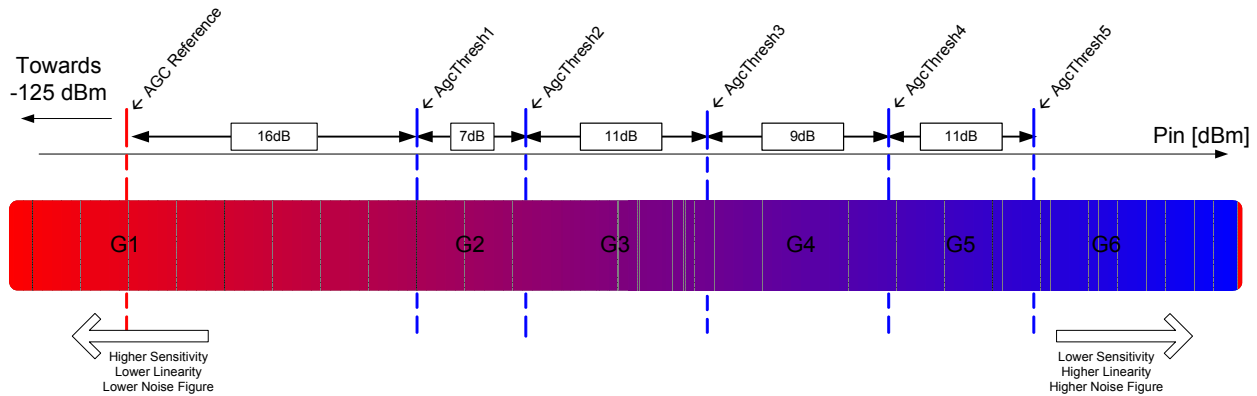 Towards
-125 dBm
← AGC Reference
← AgcThresh1
← AgcThresh2
← AgcThresh3
← AgcThresh4
← AgcThresh5
16dB
7dB
11dB
9dB
11dB
Pin [dBm]
G1
G2
G3
G4
G5
G6
Higher Sensitivity
Lower Linearity
Lower Noise Figure
Lower Sensitivity
Higher Linearity
Higher Noise Figure